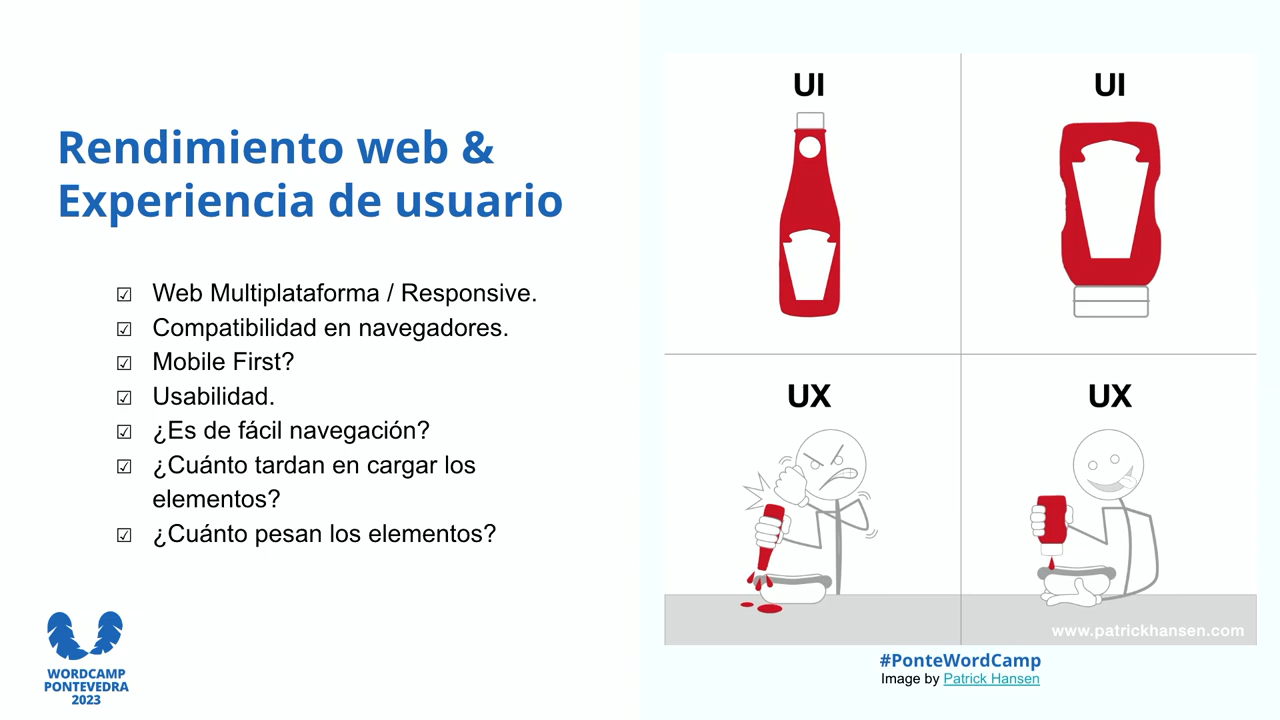 Rendimiento web &
Experiencia de usuario
☑ Web Multiplataforma / Responsive.
☑ Compatibilidad en navegadores.
☑ Mobile First?
☑ Usabilidad.
☑ ¿Es de fácil navegación?
☑ ¿Cuánto tardan en cargar los
elementos?
☑ ¿Cuánto pesan los elementos?
WORDCAMP
PONTEVEDRA
2023
UI
UI
UX
UX
www.patrickhansen.com
#PonteWordCamp
Image by Patrick Hansen